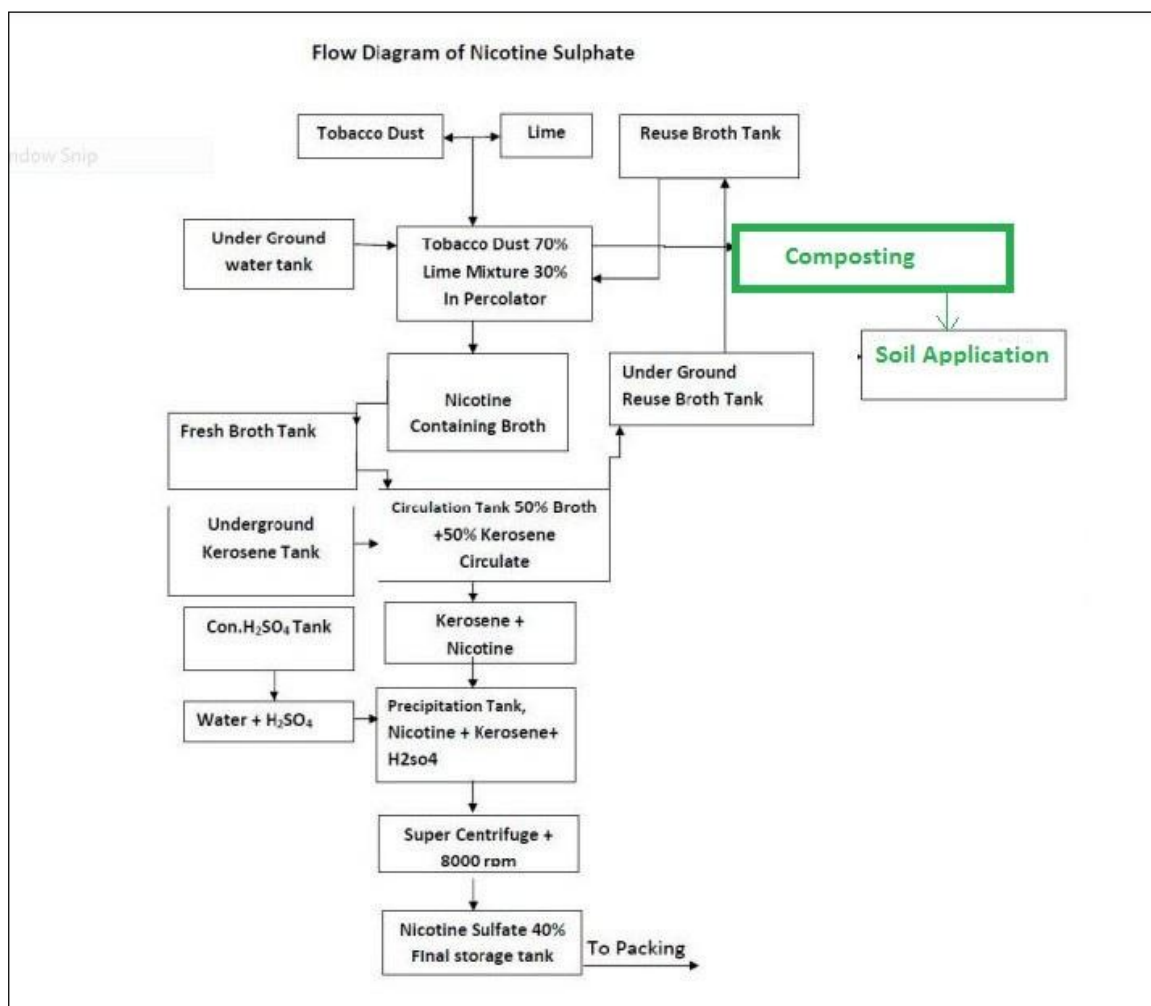 Flow Diagram of Nicotine Sulphate
Tobacco Dust
Lime
Reuse Broth Tank
ndow Snip
Under Ground
water tank
Tobacco Dust 70%
Lime Mixture 30%
In Percolator
Composting
Soil Application
Under Ground
Reuse Broth Tank
Nicotine
Containing Broth
Fresh Broth Tank
Circulation Tank 50% Broth
+50% Kerosene
Circulate
Underground
Kerosene Tank
Kerosene +
Nicotine
Con.H₂SO₄ Tank
Water + H₂SO₄
Precipitation Tank,
Nicotine + Kerosene+
H2so4
Super Centrifuge +
8000 rpm
Nicotine Sulfate 40%
FInal storage tank
To Packing